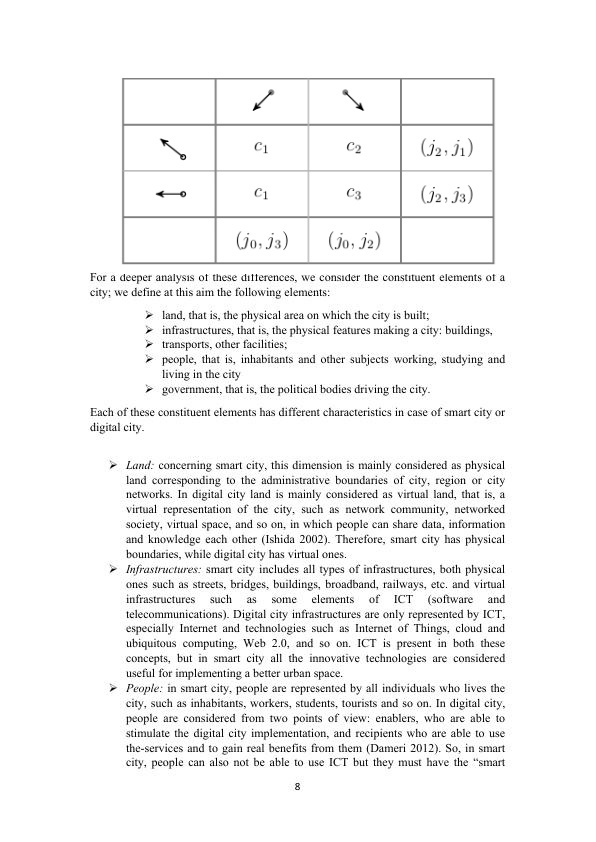 c₁ c₂ (j₂, j₁)
c₁ c₃ (j₂, j₃)
(j₀, j₃) (j₀, j₂)
For a deeper analysis of these differences, we consider the constituent elements of a
city; we define at this aim the following elements:
➢ land, that is, the physical area on which the city is built;
➢ infrastructures, that is, the physical features making a city: buildings,
➢ transports, other facilities;
➢ people, that is, inhabitants and other subjects working, studying and
living in the city
➢ government, that is, the political bodies driving the city.
Each of these constituent elements has different characteristics in case of smart city or
digital city.
➢ Land: concerning smart city, this dimension is mainly considered as physical
land corresponding to the administrative boundaries of city, region or city
networks. In digital city land is mainly considered as virtual land, that is, a
virtual representation of the city, such as network community, networked
society, virtual space, and so on, in which people can share data, information
and knowledge each other (Ishida 2002). Therefore, smart city has physical
boundaries, while digital city has virtual ones.
➢ Infrastructures: smart city includes all types of infrastructures, both physical
ones such as streets, bridges, buildings, broadband, railways, etc. and virtual
infrastructures such as some elements of ICT (software and
telecommunications). Digital city infrastructures are only represented by ICT,
especially Internet and technologies such as Internet of Things, cloud and
ubiquitous computing, Web 2.0, and so on. ICT is present in both these
concepts, but in smart city all the innovative technologies are considered
useful for implementing a better urban space.
➢ People: in smart city, people are represented by all individuals who lives the
city, such as inhabitants, workers, students, tourists and so on. In digital city,
people are considered from two points of view: enablers, who are able to
stimulate the digital city implementation, and recipients who are able to use
the-services and to gain real benefits from them (Dameri 2012). So, in smart
city, people can also not be able to use ICT but they must have the “smart
8